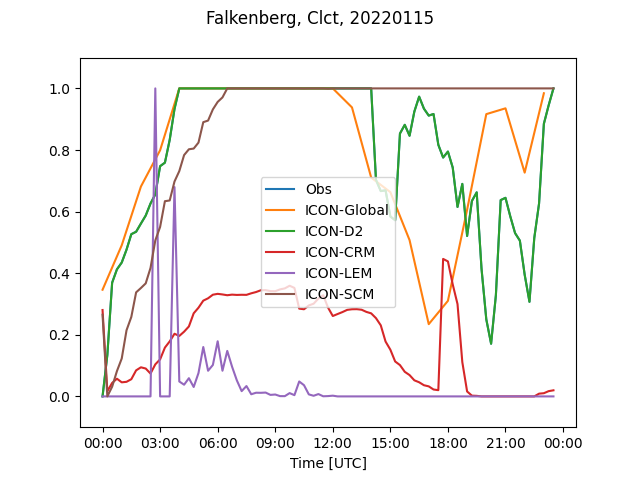 Falkenberg, Clct, 20220115
1.0
0.8
0.6
0.4
0.2
0.0
Obs
ICON-Global
ICON-D2
ICON-CRM
ICON-LEM
ICON-SCM
00:00 03:00 06:00 09:00 12:00 15:00 18:00 21:00 00:00
Time [UTC]